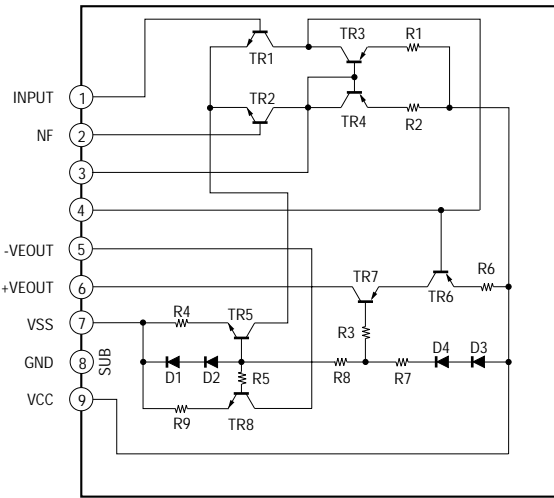 TR3
R1
TR1
TR2
TR4
R2
INPUT 1
NF 2
3
4
-VEOUT 5
+VEOUT 6
VSS 7
GND 8 SUB
VCC 9
TR7
R6
TR6
R4
TR5
R3
D4
D3
D1
D2
R5
R8
R7
R9
TR8